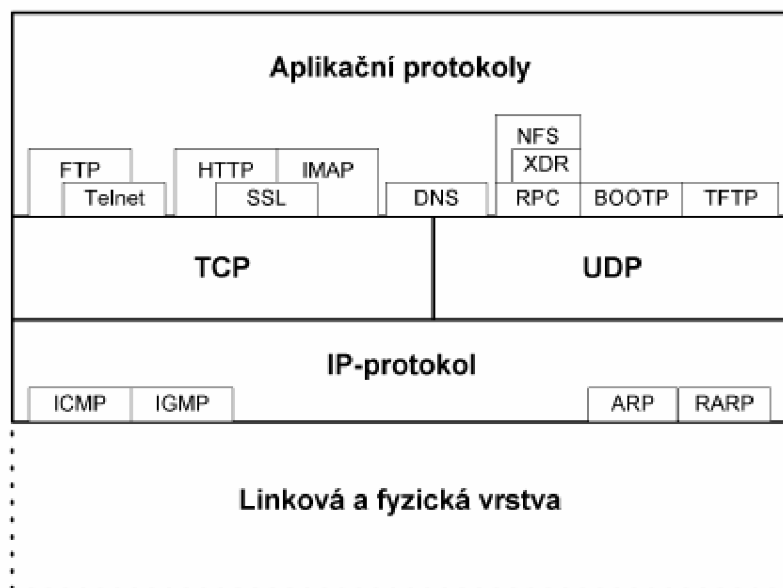 Aplikační protokoly
NFS
FTP HTTP IMAP XDR
Telnet SSL DNS RPC BOOTP TFTP
TCP UDP
IP-protokol
ICMP IGMP ARP RARP
Linková a fyzická vrstva